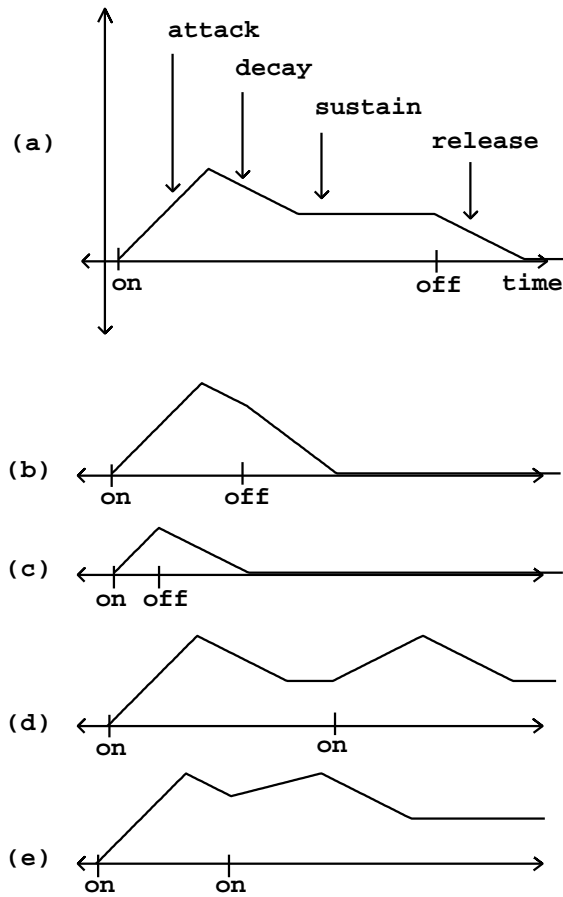 attack
decay
sustain
(a)
release
on off time
(b)
on off
(c)
on off
(d)
on on
(e)
on on